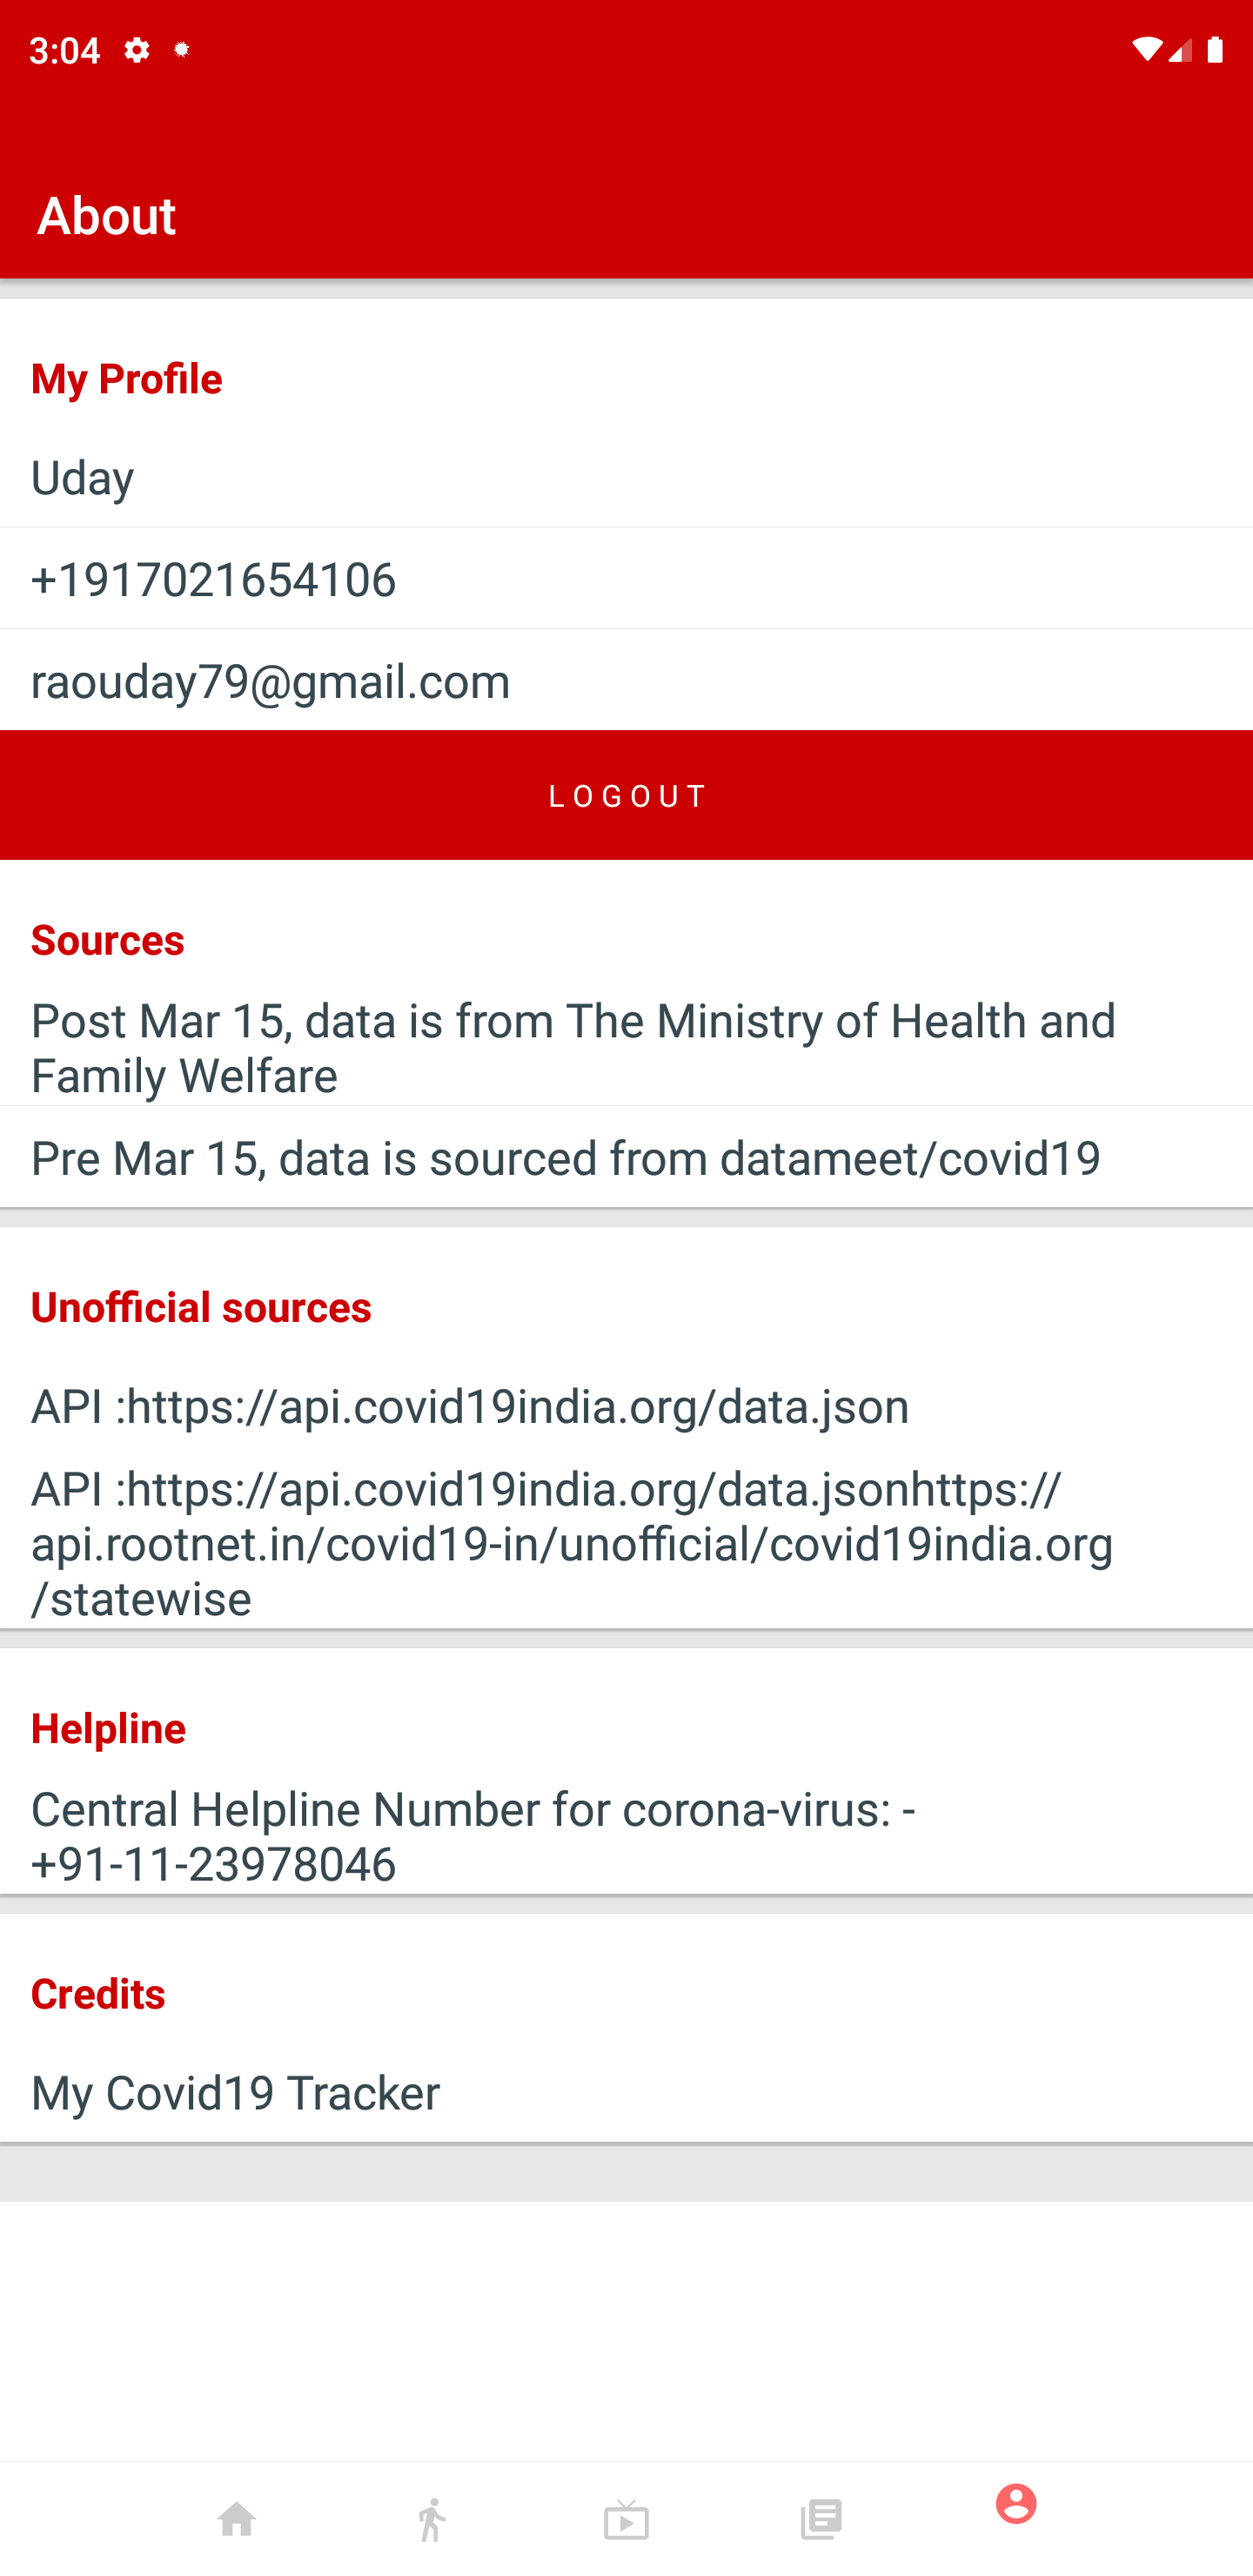 3:04
About
My Profile
Uday
+1917021654106
raouday79@gmail.com
LOGOUT
Sources
Post Mar 15, data is from The Ministry of Health and
Family Welfare
Pre Mar 15, data is sourced from datameet/covid19
Unofficial sources
API :https://api.covid19india.org/data.json
API :https://api.covid19india.org/data.jsonhttps://
api.rootnet.in/covid19-in/unofficial/covid19india.org
/statewise
Helpline
Central Helpline Number for corona-virus: -
+91-11-23978046
Credits
My Covid19 Tracker